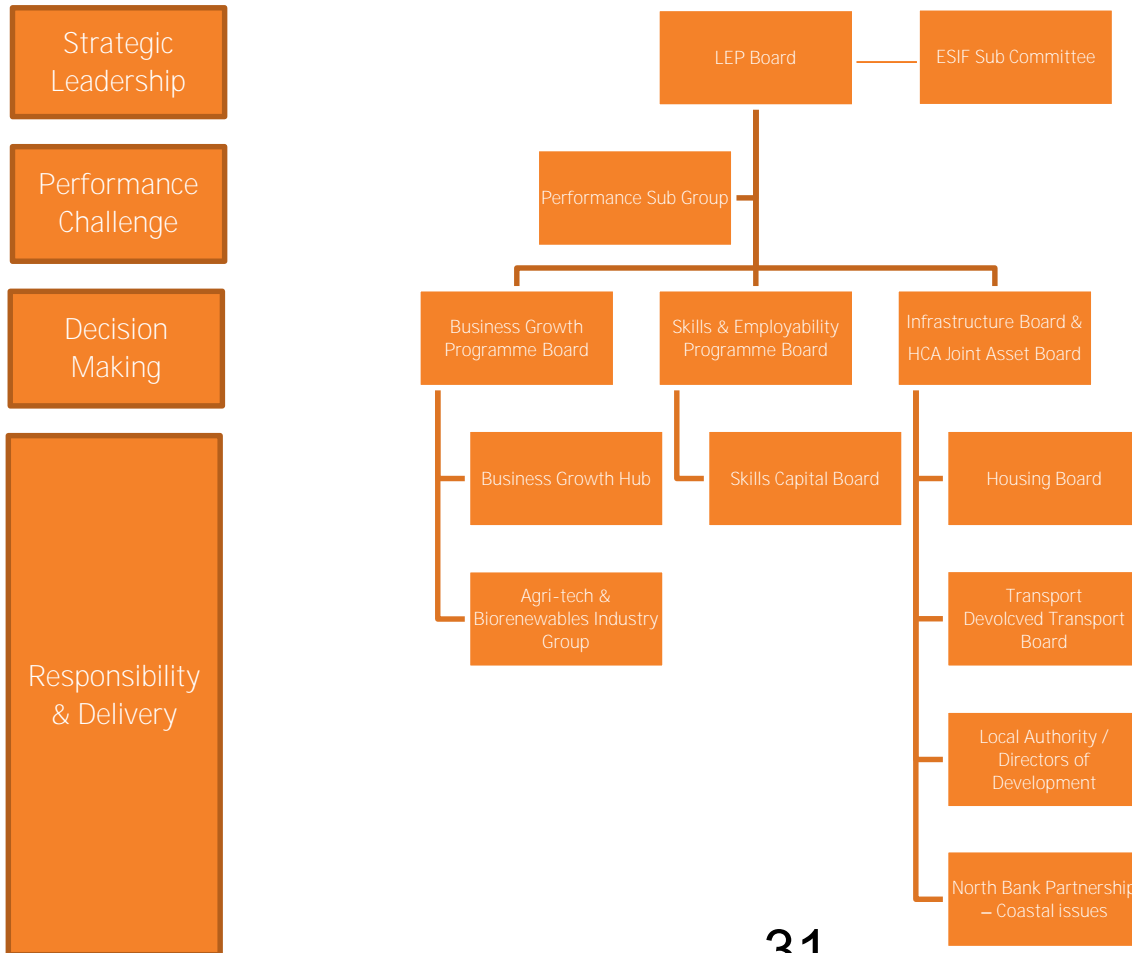 Strategic
Leadership
LEP Board
ESIF Sub Committee
Performance
Challenge
Performance Sub Group
Decision
Making
Business Growth
Programme Board
Skills & Employability
Programme Board
Infrastructure Board &
HCA Joint Asset Board
Responsibility
& Delivery
Business Growth Hub
Skills Capital Board
Housing Board
Agri-tech &
Biorenewables Industry
Group
Transport
Devolcved Transport
Board
Local Authority /
Directors of
Development
North Bank Partnership
– Coastal issues
31